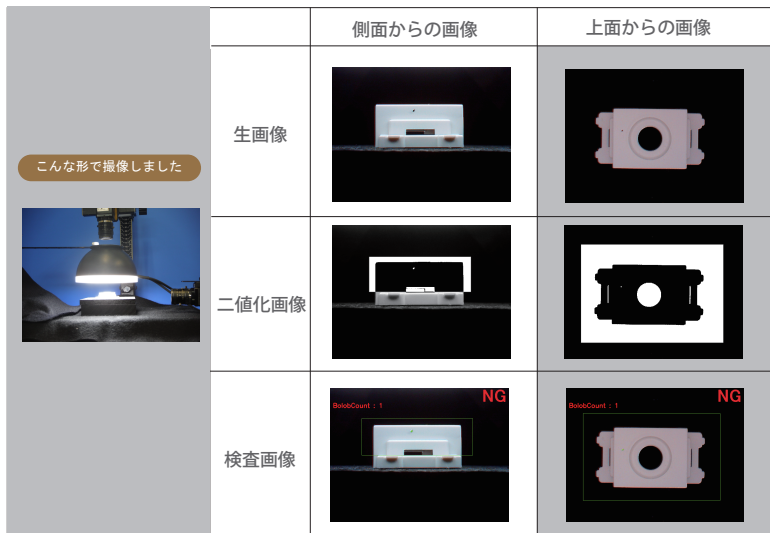 側面からの画像
上面からの画像
こんな形で撮像しました
生画像
二値化画像
検査画像
NG
BolobCount : 1
NG
BolobCount : 1